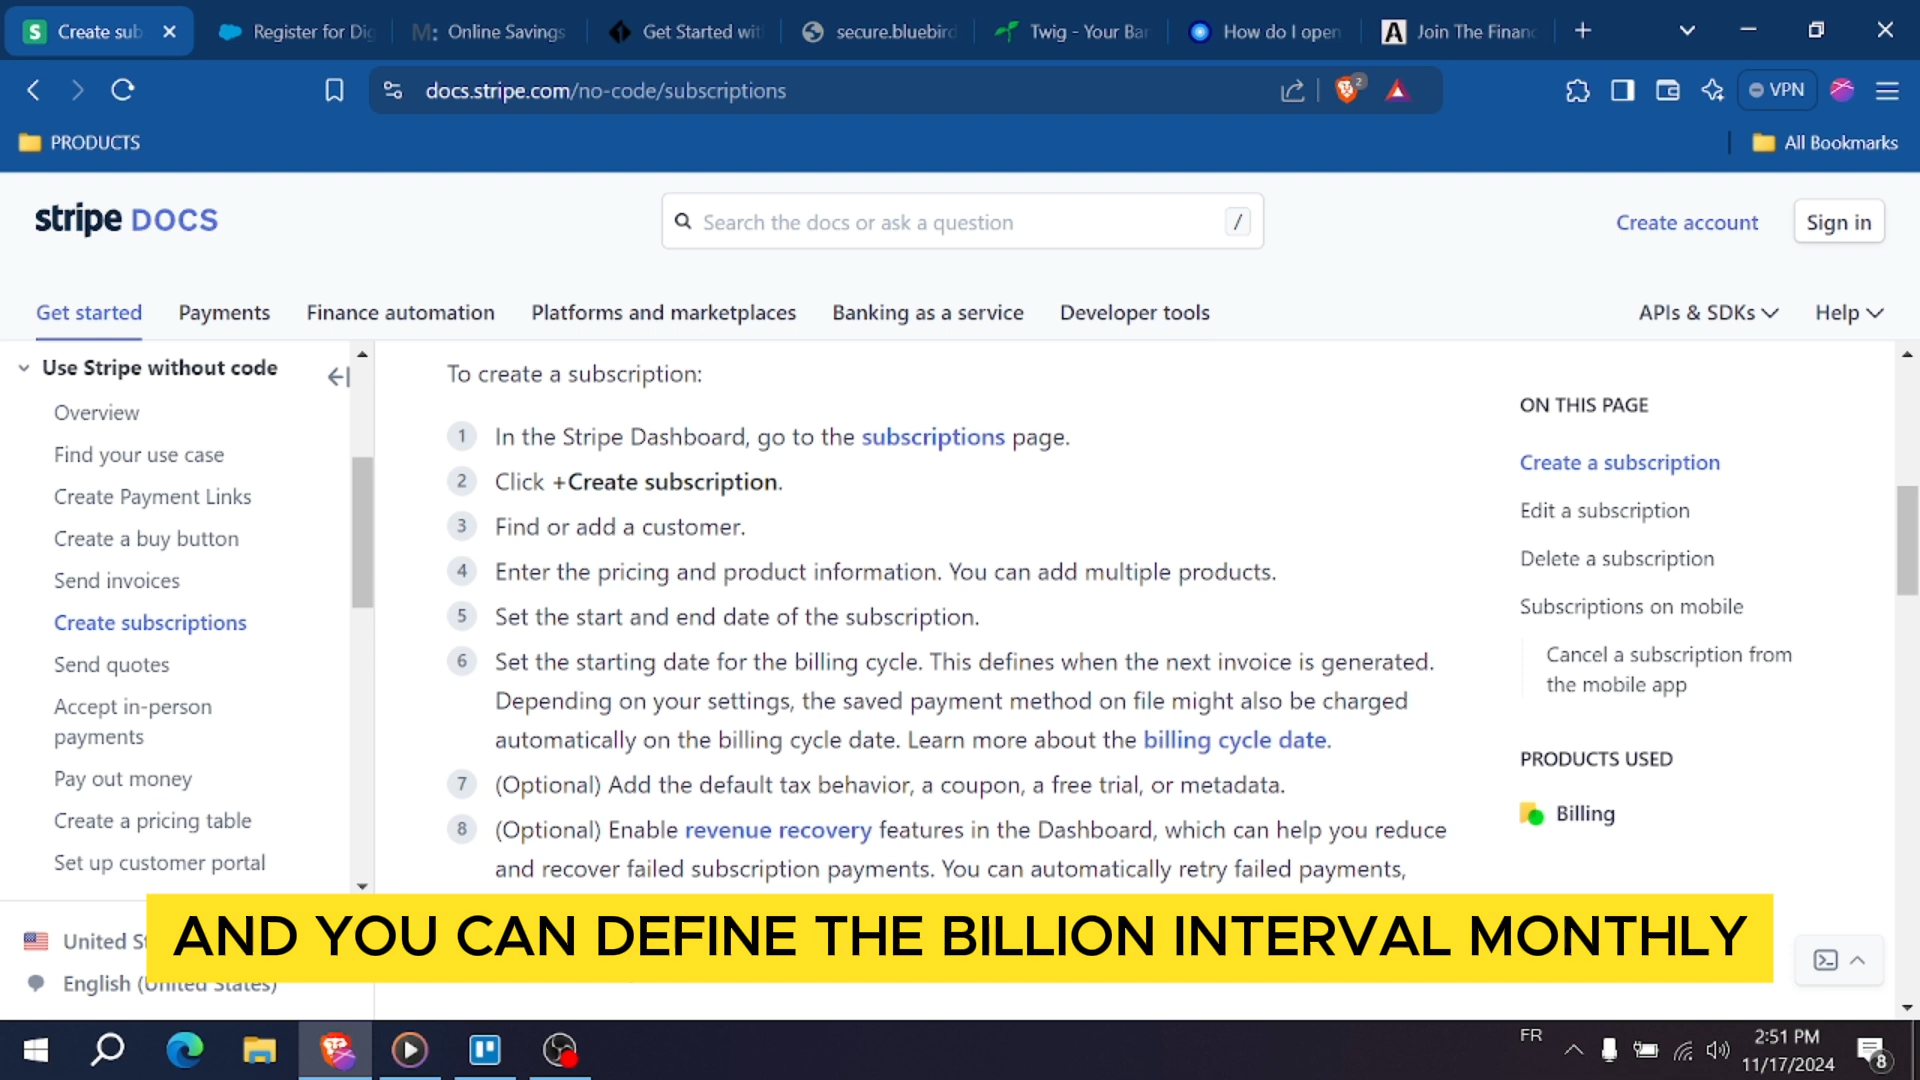 Create sub
Register for Dig
M: Online Savings
Get Started wit
secure.bluebird
Twig - Your Ban
How do I open
A Join The Financ
docs.stripe.com/no-code/subscriptions
2
VPN
PRODUCTS
All Bookmarks
stripe DOCS
Search the docs or ask a question
/
Create account
Sign in
Get started
Payments
Finance automation
Platforms and marketplaces
Banking as a service
Developer tools
APIs & SDKs
Help
Use Stripe without code
Overview
Find your use case
Create Payment Links
Create a buy button
Send invoices
Create subscriptions
Send quotes
Accept in-person
payments
Pay out money
Create a pricing table
Set up customer portal
United St
English (United States)
To create a subscription:
1 In the Stripe Dashboard, go to the subscriptions page.
2 Click +Create subscription.
3 Find or add a customer.
4 Enter the pricing and product information. You can add multiple products.
5 Set the start and end date of the subscription.
6 Set the starting date for the billing cycle. This defines when the next invoice is generated.
Depending on your settings, the saved payment method on file might also be charged
automatically on the billing cycle date. Learn more about the billing cycle date.
7 (Optional) Add the default tax behavior, a coupon, a free trial, or metadata.
8 (Optional) Enable revenue recovery features in the Dashboard, which can help you reduce
and recover failed subscription payments. You can automatically retry failed payments,
ON THIS PAGE
Create a subscription
Edit a subscription
Delete a subscription
Subscriptions on mobile
Cancel a subscription from
the mobile app
PRODUCTS USED
Billing
AND YOU CAN DEFINE THE BILLION INTERVAL MONTHLY
FR
2:51 PM
11/17/2024
8